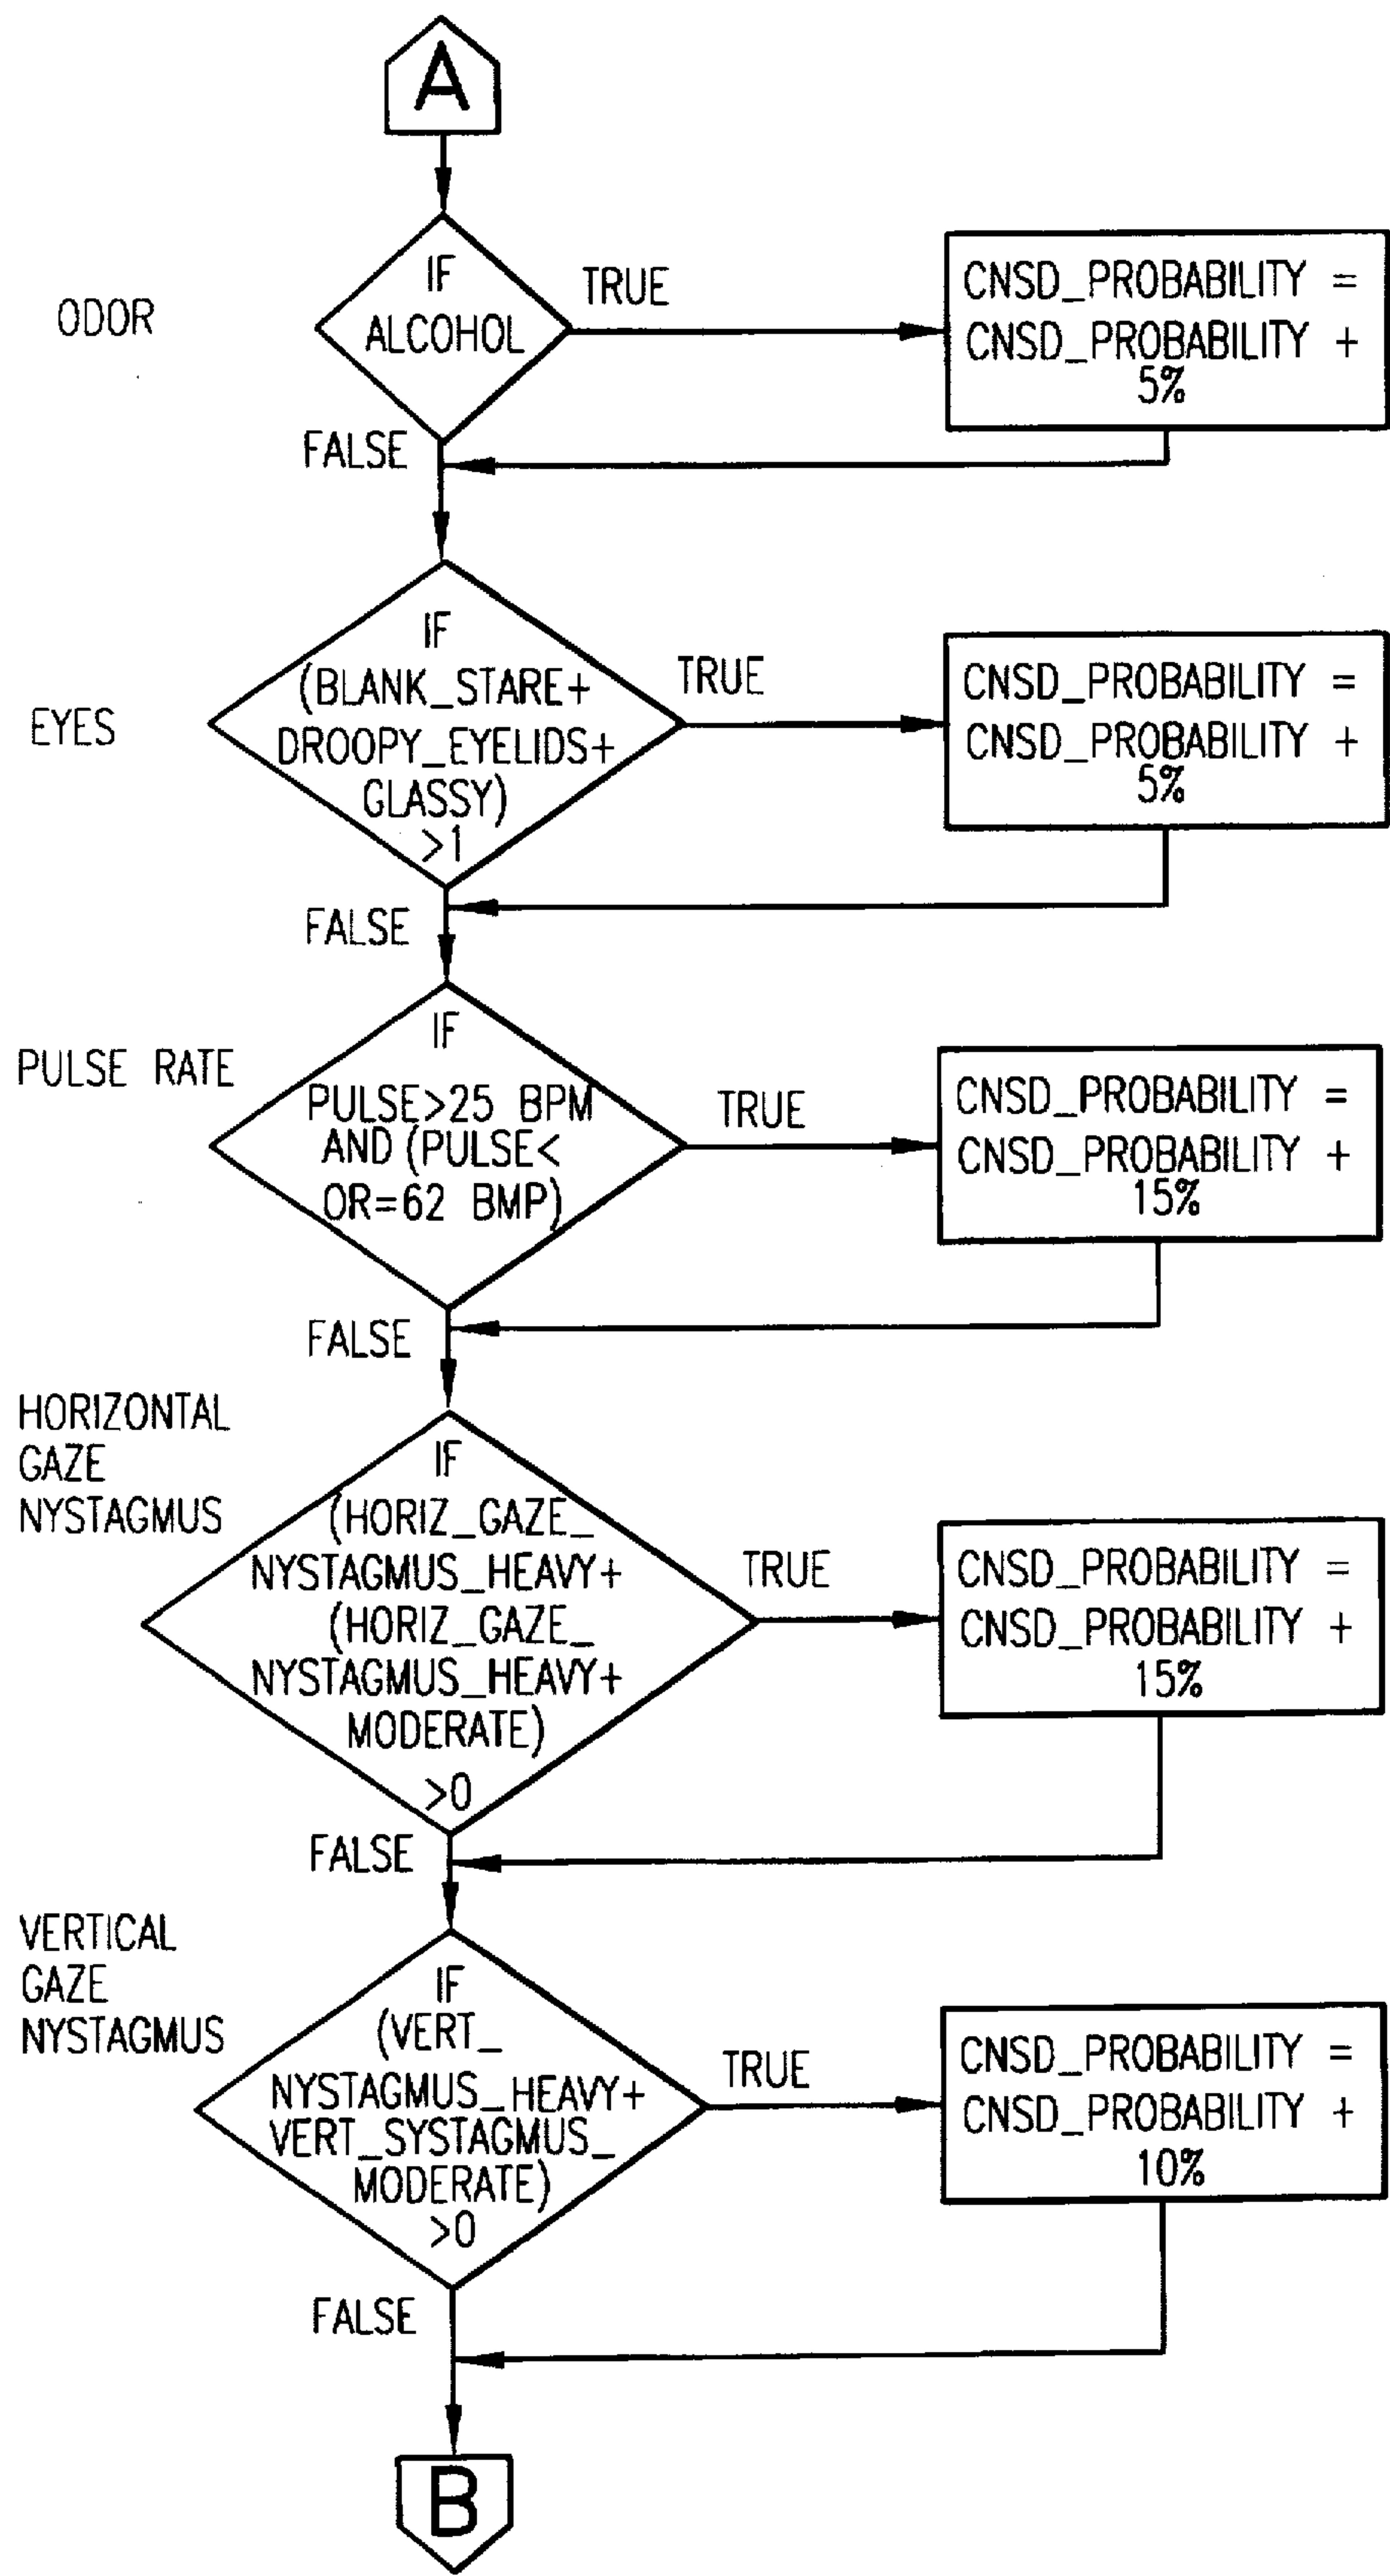 A
ODOR
IF
ALCOHOL
TRUE
CNSD_PROBABILITY =
CNSD_PROBABILITY +
5%
FALSE
EYES
IF
(BLANK_STARE+
DROOPY_EYELIDS+
GLASSY)
>1
TRUE
CNSD_PROBABILITY =
CNSD_PROBABILITY +
5%
FALSE
PULSE RATE
IF
PULSE>25 BPM
AND (PULSE<
OR=62 BMP)
TRUE
CNSD_PROBABILITY =
CNSD_PROBABILITY +
15%
FALSE
HORIZONTAL
GAZE
NYSTAGMUS
IF
(HORIZ_GAZE_
NYSTAGMUS_HEAVY+
(HORIZ_GAZE_
NYSTAGMUS_HEAVY+
MODERATE)
>0
TRUE
CNSD_PROBABILITY =
CNSD_PROBABILITY +
15%
FALSE
VERTICAL
GAZE
NYSTAGMUS
IF
(VERT_
NYSTAGMUS_HEAVY+
VERT_SYSTAGMUS_
MODERATE)
>0
TRUE
CNSD_PROBABILITY =
CNSD_PROBABILITY +
10%
FALSE
B